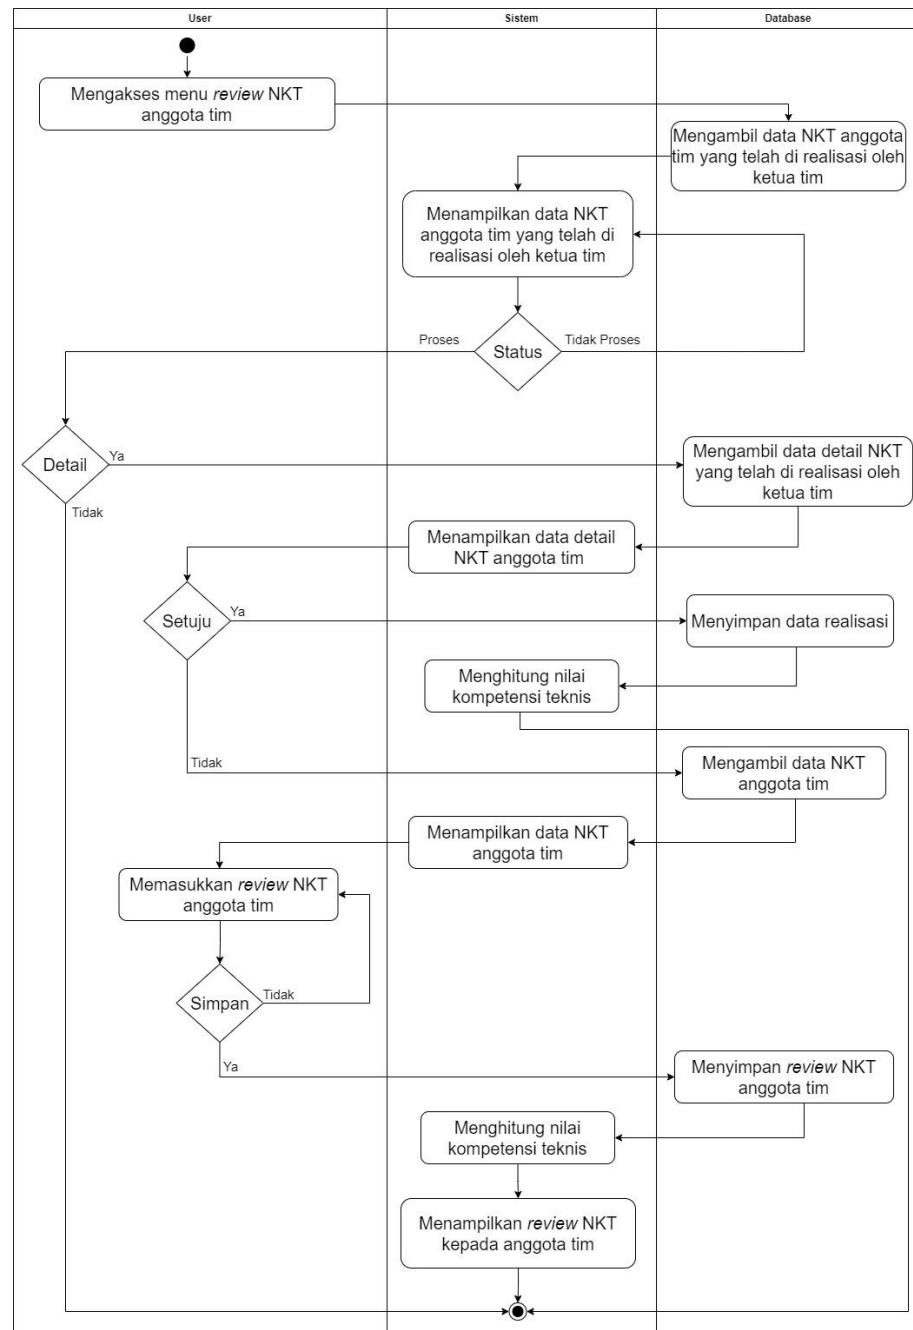 User
Sistem
Database
Mengakses menu review NKT
anggota tim
Mengambil data NKT anggota
tim yang telah di realisasi oleh
ketua tim
Menampilkan data NKT
anggota tim yang telah di
realisasi oleh ketua tim
Proses
Status
Tidak Proses
Detail
Ya
Tidak
Mengambil data detail NKT
yang telah di realisasi oleh
ketua tim
Menampilkan data detail
NKT anggota tim
Setuju
Ya
Menyimpan data realisasi
Menghitung nilai
kompetensi teknis
Tidak
Mengambil data NKT
anggota tim
Menampilkan data NKT
anggota tim
Memasukkan review NKT
anggota tim
Simpan
Tidak
Ya
Menyimpan review NKT
anggota tim
Menghitung nilai
kompetensi teknis
Menampilkan review NKT
kepada anggota tim